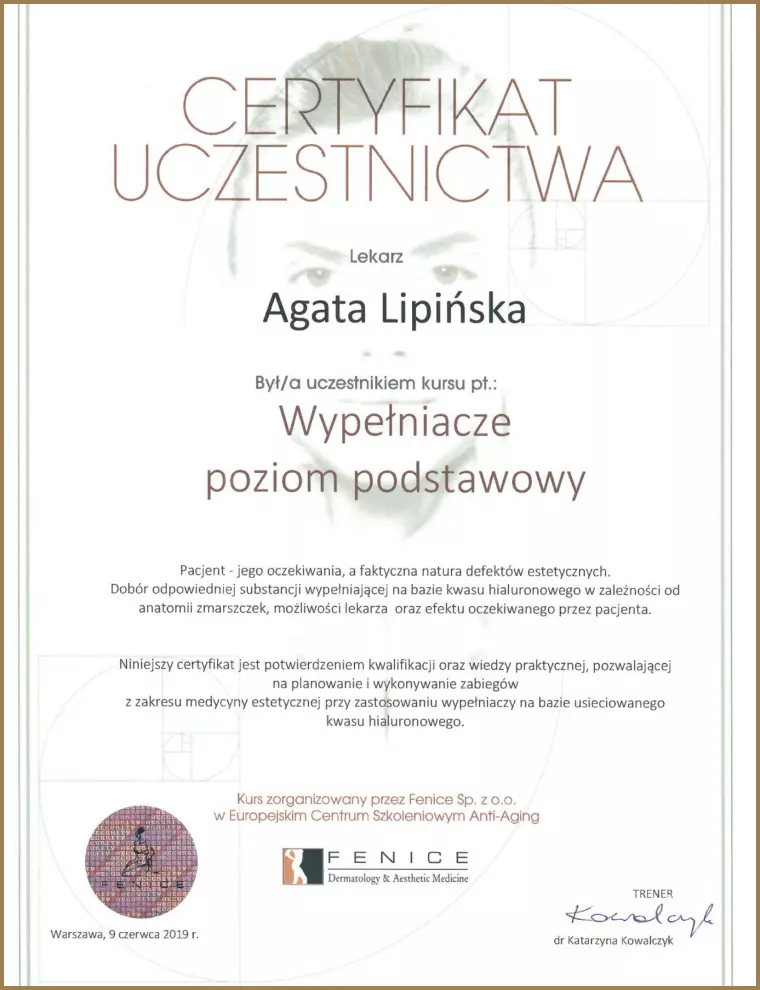 CERTYFIKAT
UCZESTNICTWA
Lekarz
Agata Lipińska
Był/a uczestnikiem kursu pt.:
Wypełniacze
poziom podstawowy
Pacjent - jego oczekiwania, a faktyczna natura defektów estetycznych.
Dobór odpowiedniej substancji wypełniającej na bazie kwasu hialuronowego w zależności od
anatomii zmarszczek, możliwości lekarza oraz efektu oczekiwanego przez pacjenta.
Niniejszy certyfikat jest potwierdzeniem kwalifikacji oraz wiedzy praktycznej, pozwalającej
na planowanie i wykonywanie zabiegów
z zakresu medycyny estetycznej przy zastosowaniu wypełniaczy na bazie usieciowanego
kwasu hialuronowego.
Kurs zorganizowany przez Fenice Sp. z o.o.
w Europejskim Centrum Szkoleniowym Anti-Aging
FENICE
Dermatology & Aesthetic Medicine
FENICE
Warszawa, 9 czerwca 2019 r.
TRENER
Kowalczyk
dr Katarzyna Kowalczyk